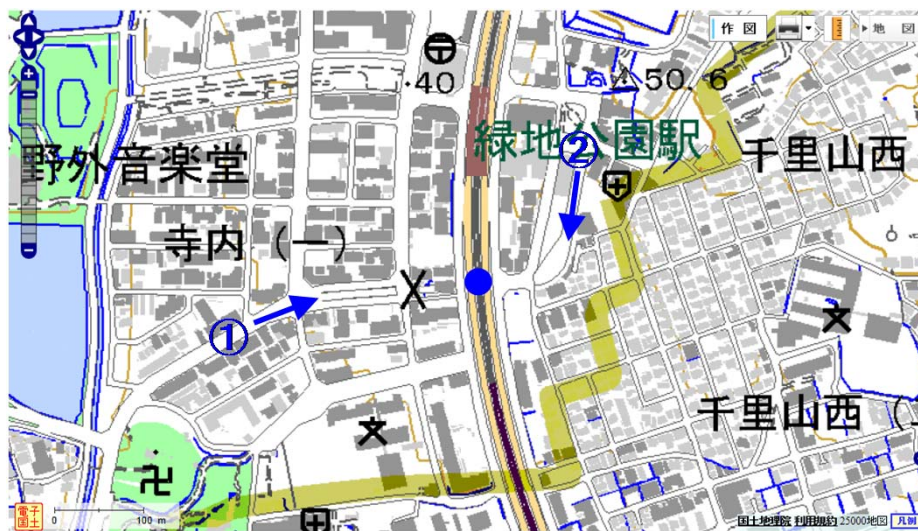 作 図
地 図
・40
△50.6
緑地公園駅
②
千里山西
野外音楽堂
寺内(一)
①
千里山西(
電子国土
0 100 m
国土地理院 利用規約 25000地図